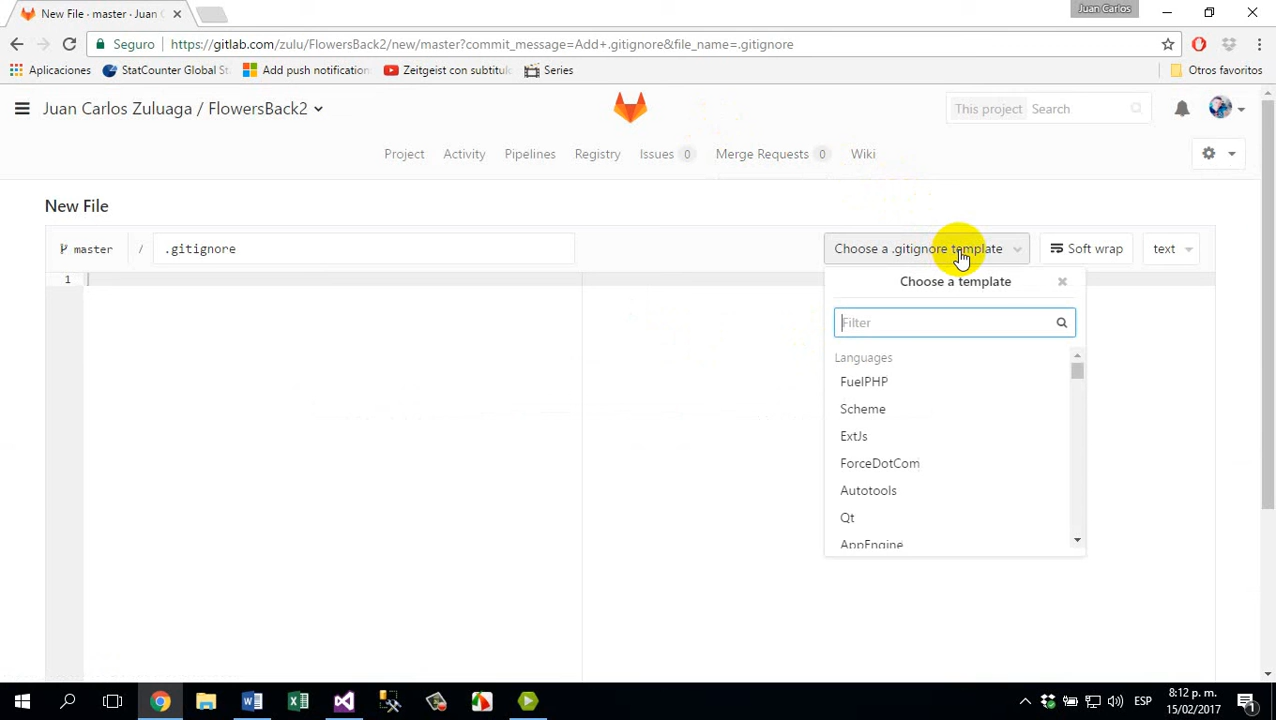 New File · master · Juan C
Juan Carlos
Seguro
https://gitlab.com/zulu/FlowersBack2/new/master?commit_message=Add+.gitignore&file_name=.gitignore
Aplicaciones
StatCounter Global St
Add push notification
Zeitgeist con subtitul
Series
Otros favoritos
Juan Carlos Zuluaga / FlowersBack2
This project
Search
Project
Activity
Pipelines
Registry
Issues 0
Merge Requests 0
Wiki
New File
master / .gitignore
Choose a .gitignore template
Soft wrap
text
1
Choose a template
Filter
Languages
FuelPHP
Scheme
ExtJs
ForceDotCom
Autotools
Qt
AppEngine
ESP
8:12 p. m.
15/02/2017
1